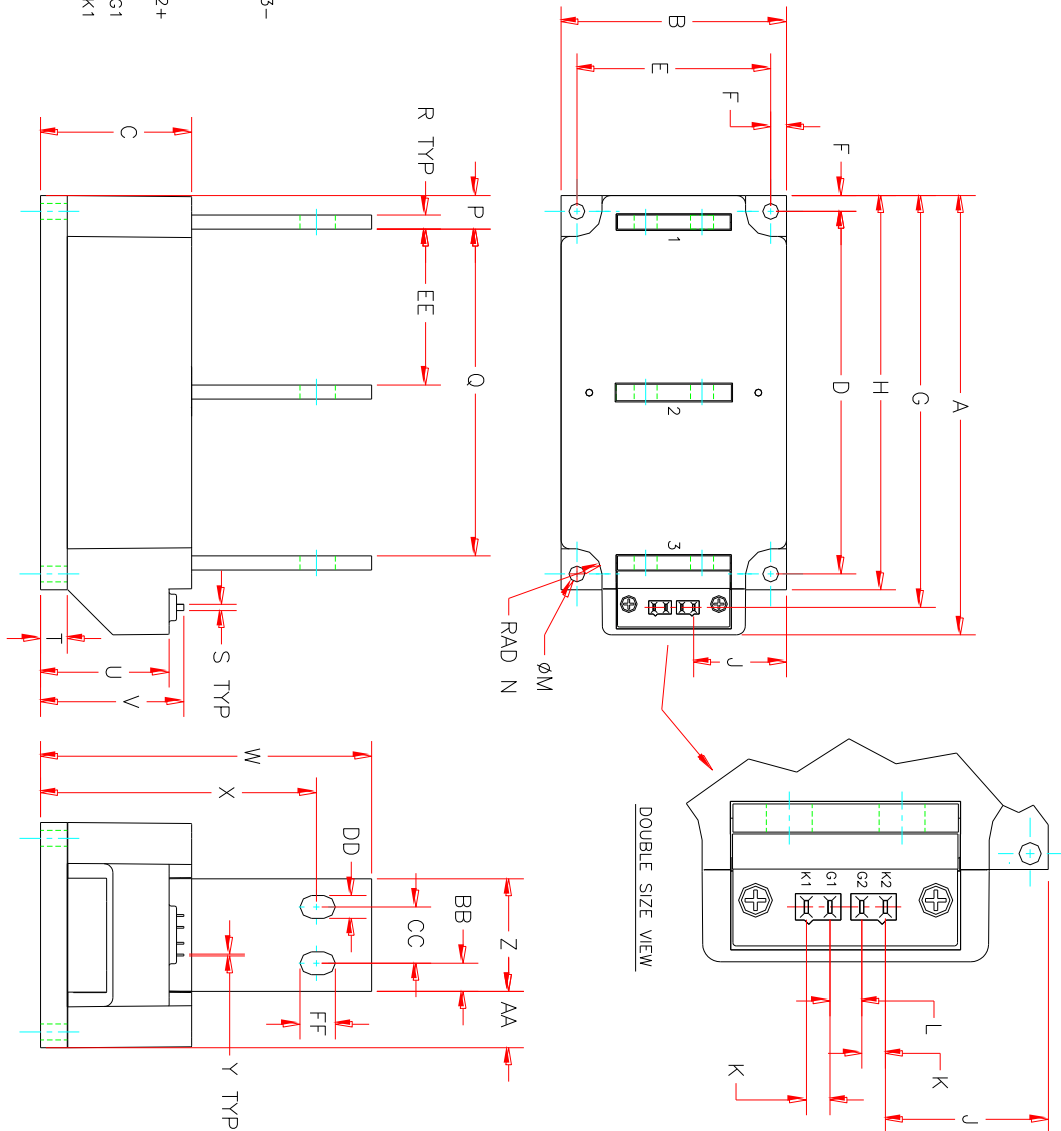 3-
2+
G1
K1
B
E
F
F
A
G
H
D
1
2
3
J
RAD N
ØM
C
R TYP
P
EE
Q
S TYP
T
U
V
DOUBLE SIZE VIEW
K1
G1
G2
K2
L
K
K
J
W
X
DD
BB
CC
Z
AA
FF
Y TYP